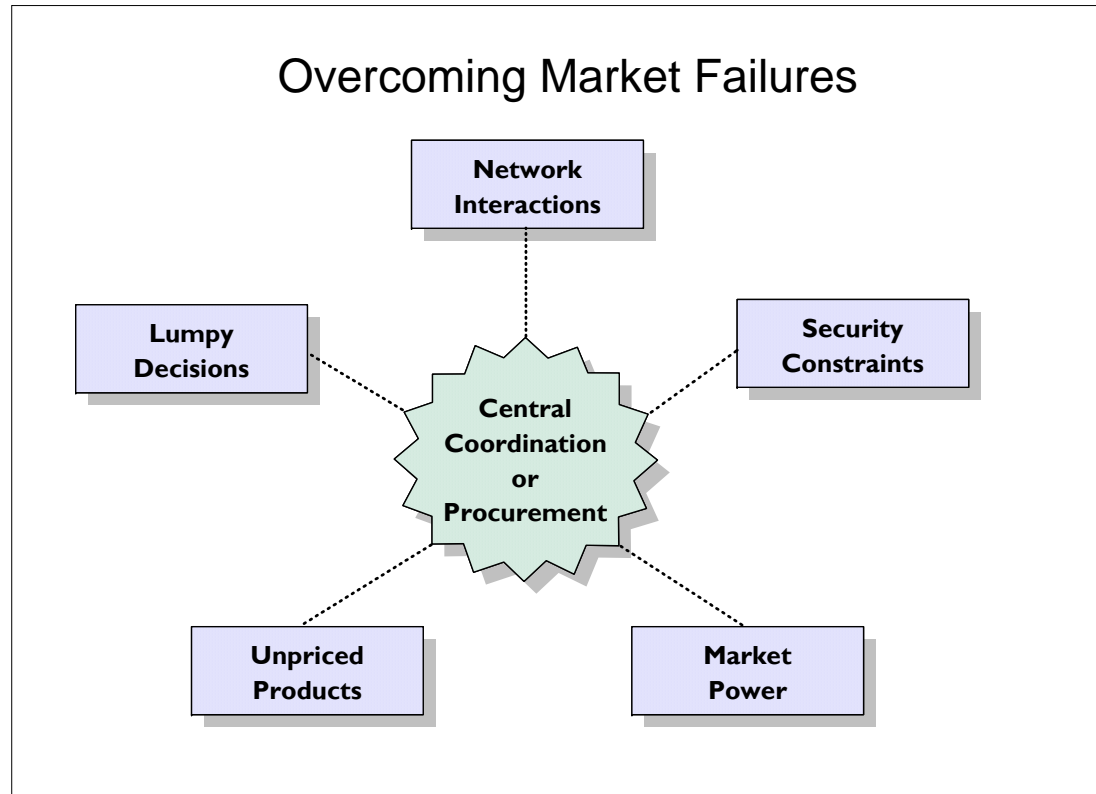 Overcoming Market Failures
Network
Interactions
Lumpy
Decisions
Security
Constraints
Central
Coordination
or
Procurement
Unpriced
Products
Market
Power